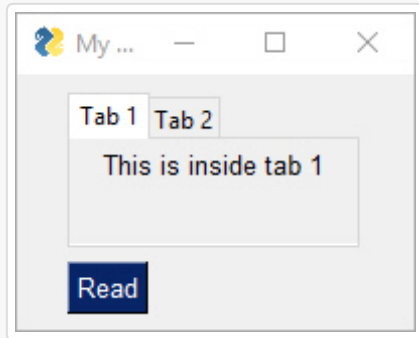 My ...
Tab 1 Tab 2
This is inside tab 1
Read